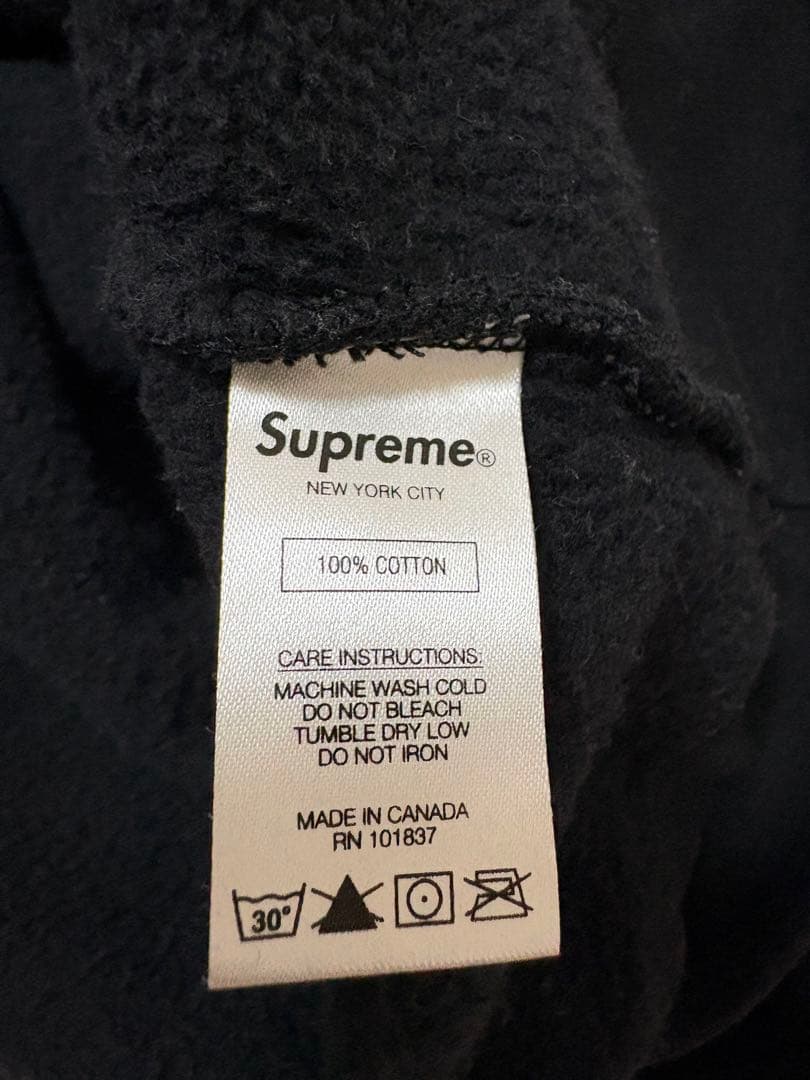 Supreme®
NEW YORK CITY
100% COTTON
CARE INSTRUCTIONS:
MACHINE WASH COLD
DO NOT BLEACH
TUMBLE DRY LOW
DO NOT IRON
MADE IN CANADA
RN 101837
30°